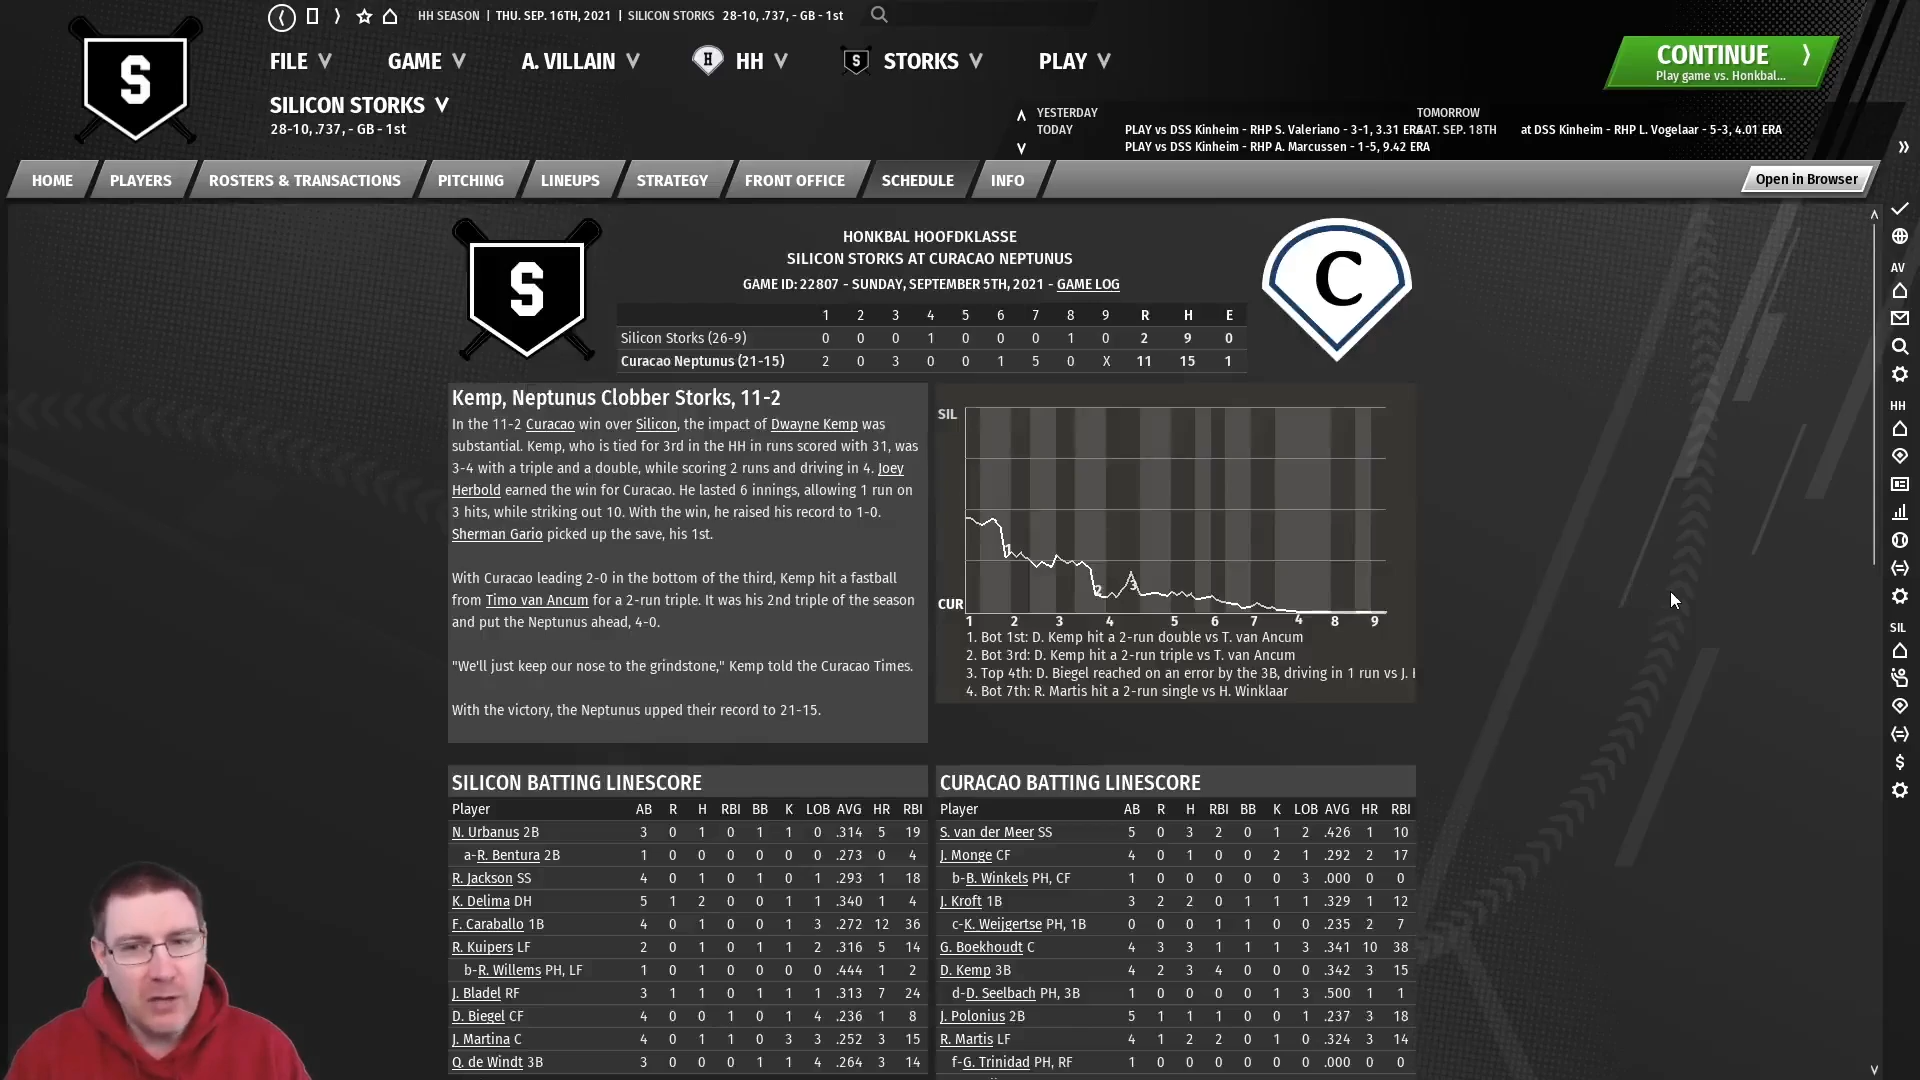 HH SEASON | THU. SEP. 16TH, 2021 | SILICON STORKS 28-10, .737, - GB - 1st
S
FILE
GAME
A. VILLAIN
H
HH
S
STORKS
PLAY
CONTINUE
Play game vs. Honkbal...
SILICON STORKS
28-10, .737, - GB - 1st
YESTERDAY
TOMORROW
TODAY
PLAY vs DSS Kinheim - RHP S. Valeriano - 3-1, 3.31 ERA
SAT. SEP. 18TH
at DSS Kinheim - RHP L. Vogelaar - 5-3, 4.01 ERA
PLAY vs DSS Kinheim - RHP A. Marcussen - 1-5, 9.42 ERA
HOME PLAYERS ROSTERS & TRANSACTIONS PITCHING LINEUPS STRATEGY FRONT OFFICE SCHEDULE INFO
Open in Browser
S
C
HONKBAL HOOFDKLASSE
SILICON STORKS AT CURACAO NEPTUNUS
GAME ID: 22807 - SUNDAY, SEPTEMBER 5TH, 2021 - GAME LOG
1 2 3 4 5 6 7 8 9 R H E
Silicon Storks (26-9) 0 0 0 1 0 0 0 1 0 2 9 0
Curacao Neptunus (21-15) 2 0 3 0 0 1 5 0 X 11 15 1
Kemp, Neptunus Clobber Storks, 11-2
In the 11-2 Curacao win over Silicon, the impact of Dwayne Kemp was
substantial. Kemp, who is tied for 3rd in the HH in runs scored with 31, was
3-4 with a triple and a double, while scoring 2 runs and driving in 4. Joey
Herbold earned the win for Curacao. He lasted 6 innings, allowing 1 run on
3 hits, while striking out 10. With the win, he raised his record to 1-0.
Sherman Gario picked up the save, his 1st.
With Curacao leading 2-0 in the bottom of the third, Kemp hit a fastball
from Timo van Ancum for a 2-run triple. It was his 2nd triple of the season
and put the Neptunus ahead, 4-0.
"We'll just keep our nose to the grindstone," Kemp told the Curacao Times.
With the victory, the Neptunus upped their record to 21-15.
SIL
CUR
1 2 3
1 2 3 4 5 6 7 4 8 9
1. Bot 1st: D. Kemp hit a 2-run double vs T. van Ancum
2. Bot 3rd: D. Kemp hit a 2-run triple vs T. van Ancum
3. Top 4th: D. Biegel reached on an error by the 3B, driving in 1 run vs J. I
4. Bot 7th: R. Martis hit a 2-run single vs H. Winklaar
SILICON BATTING LINESCORE
Player AB R H RBI BB K LOB AVG HR RBI
N. Urbanus 2B 3 0 1 0 1 1 0 .314 5 19
a-R. Bentura 2B 1 0 0 0 0 0 0 .273 0 4
R. Jackson SS 4 0 1 0 1 0 1 .293 1 18
K. Delima DH 5 1 2 0 0 1 1 .340 1 4
F. Caraballo 1B 4 0 1 0 0 1 3 .272 12 36
R. Kuipers LF 2 0 1 0 1 1 2 .316 5 14
b-R. Willems PH, LF 1 0 1 0 0 0 0 .444 1 2
J. Bladel RF 3 1 1 0 1 1 1 .313 7 24
D. Biegel CF 4 0 0 1 0 1 4 .236 1 8
J. Martina C 4 0 1 1 0 3 3 .252 3 15
Q. de Windt 3B 3 0 0 0 1 1 4 .264 3 14
CURACAO BATTING LINESCORE
Player AB R H RBI BB K LOB AVG HR RBI
S. van der Meer SS 5 0 3 2 0 1 2 .426 1 10
J. Monge CF 4 0 1 0 0 2 1 .292 2 17
b-B. Winkels PH, CF 1 0 0 0 0 0 3 .000 0 0
J. Kroft 1B 3 2 2 0 1 1 1 .329 1 12
c-K. Weijgertse PH, 1B 0 0 0 1 1 0 0 .235 2 7
G. Boekhoudt C 4 3 3 1 1 1 3 .341 10 38
D. Kemp 3B 4 2 3 4 0 0 0 .342 3 15
d-D. Seelbach PH, 3B 1 0 0 0 0 1 3 .500 1 1
J. Polonius 2B 5 1 1 1 0 0 1 .237 3 18
R. Martis LF 4 1 2 2 0 1 0 .324 3 14
f-G. Trinidad PH, RF 1 0 0 0 0 0 0 .000 0 0
AV
HH
SIL